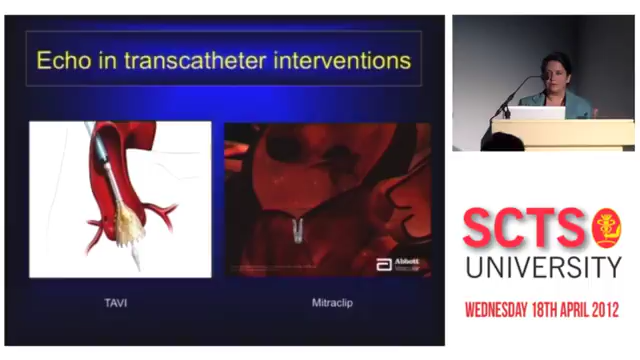 Echo in transcatheter interventions
Abbott
TAVI
Mitraclip
SCTS
UNIVERSITY
WEDNESDAY 18TH APRIL 2012